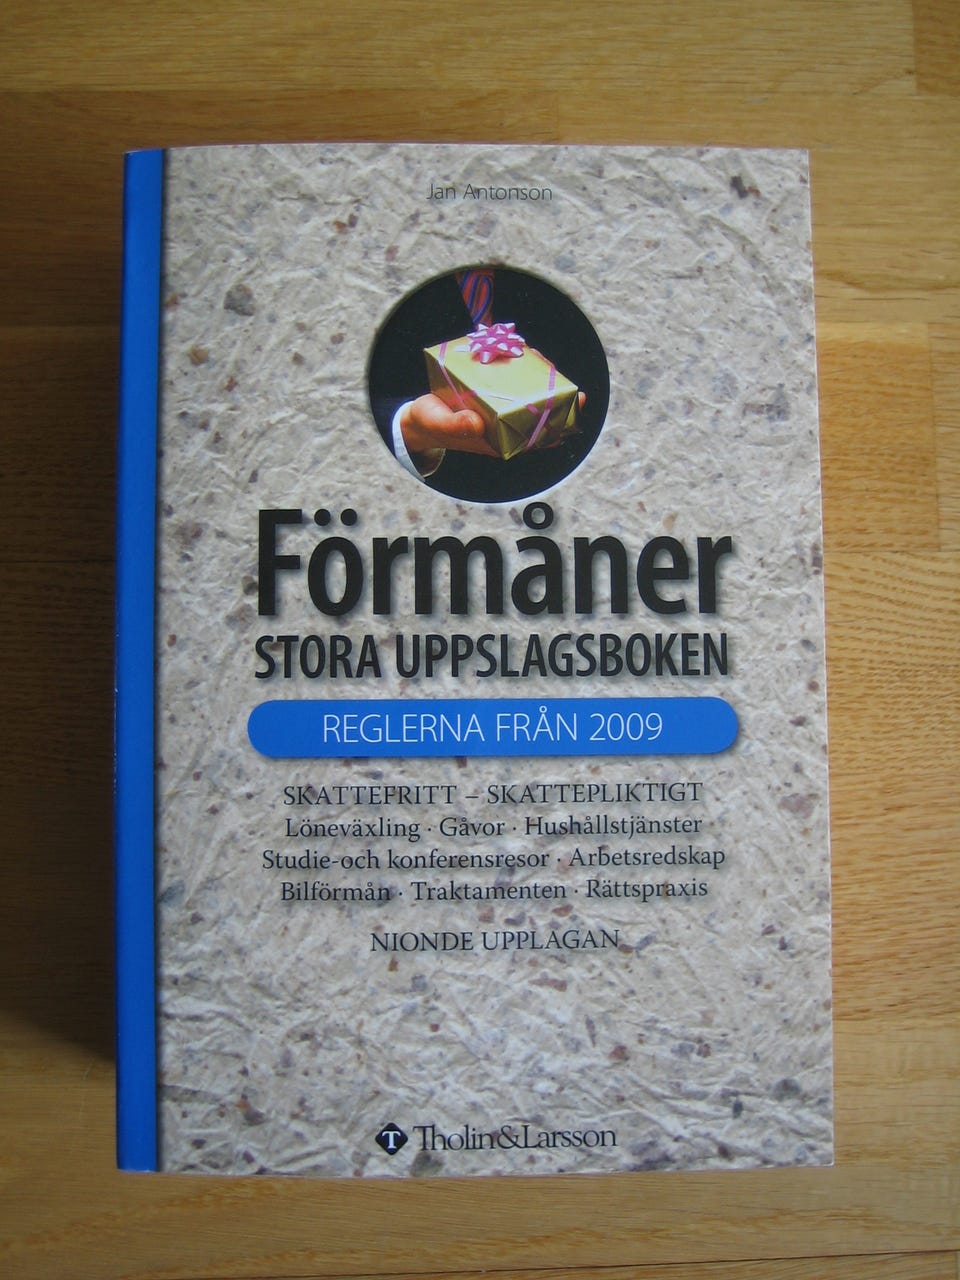 Jan Antonson
Förmåner
STORA UPPSLAGSBOKEN
REGLERNA FRÅN 2009
SKATTEFRITT – SKATTEPLIKTIGT
Löneväxling · Gåvor · Hushållstjänster
Studie-och konferensresor · Arbetsredskap
Bilförmån · Traktamenten · Rättspraxis
NIONDE UPPLAGAN
T Tholin&Larsson